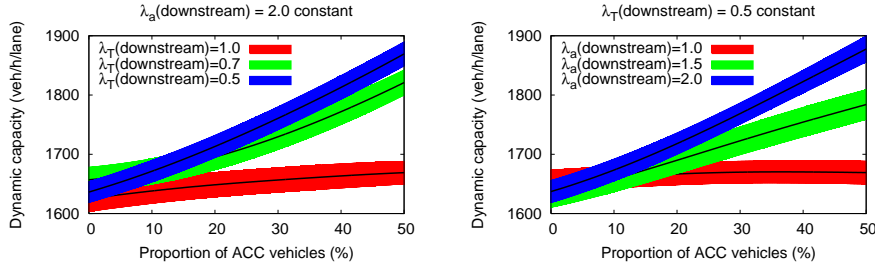 λa(downstream) = 2.0 constant
Dynamic capacity (veh/h/lane)
1900
1800
1700
1600
λT(downstream)=1.0
λT(downstream)=0.7
λT(downstream)=0.5
0 10 20 30 40 50
Proportion of ACC vehicles (%)
λT(downstream) = 0.5 constant
Dynamic capacity (veh/h/lane)
1900
1800
1700
1600
λa(downstream)=1.0
λa(downstream)=1.5
λa(downstream)=2.0
0 10 20 30 40 50
Proportion of ACC vehicles (%)